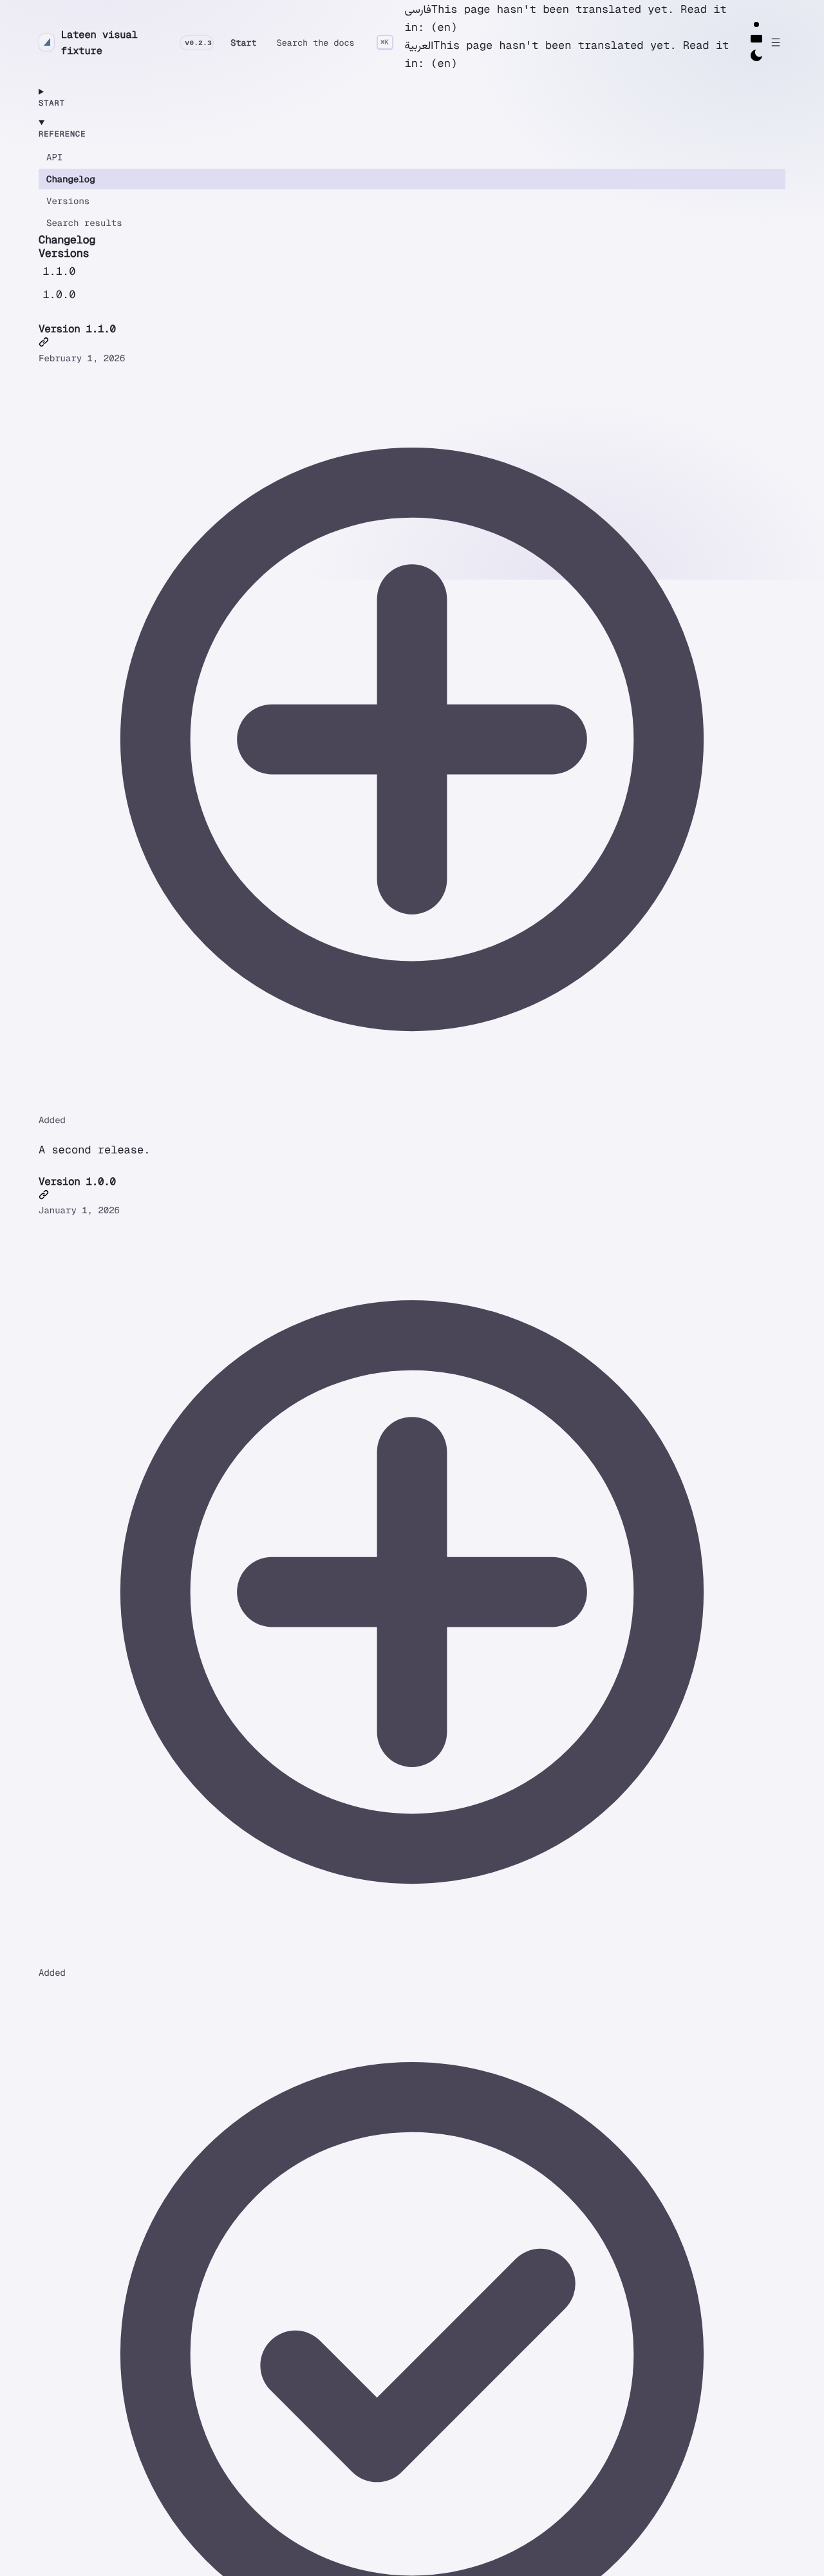 Lateen visual
fixture
v0.2.3
Start
Search the docs
⌘K
فارسیThis page hasn't been translated yet. Read it
in: (en)
العربيةThis page hasn't been translated yet. Read it
in: (en)
START
REFERENCE
API
Changelog
Versions
Search results
Changelog
Versions
1.1.0
1.0.0
Version 1.1.0
February 1, 2026
Added
A second release.
Version 1.0.0
January 1, 2026
Added